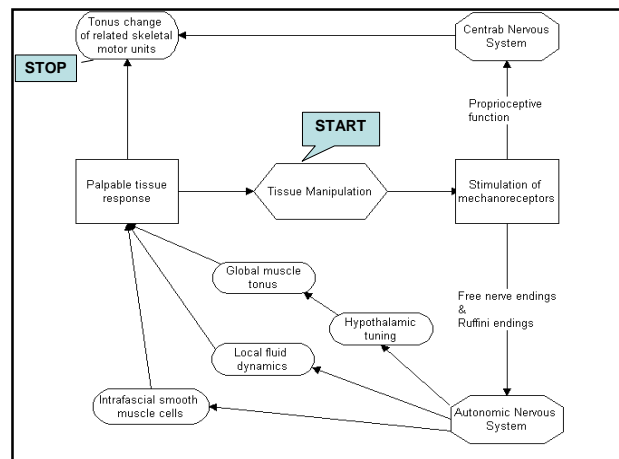 Tonus change
of related skeletal
motor units
Centrab Nervous
System
STOP
Proprioceptive
function
START
Palpable tissue
response
Tissue Manipulation
Stimulation of
mechanoreceptors
Global muscle
tonus
Free nerve endings
&
Ruffini endings
Hypothalamic
tuning
Local fluid
dynamics
Intrafascial smooth
muscle cells
Autonomic Nervous
System